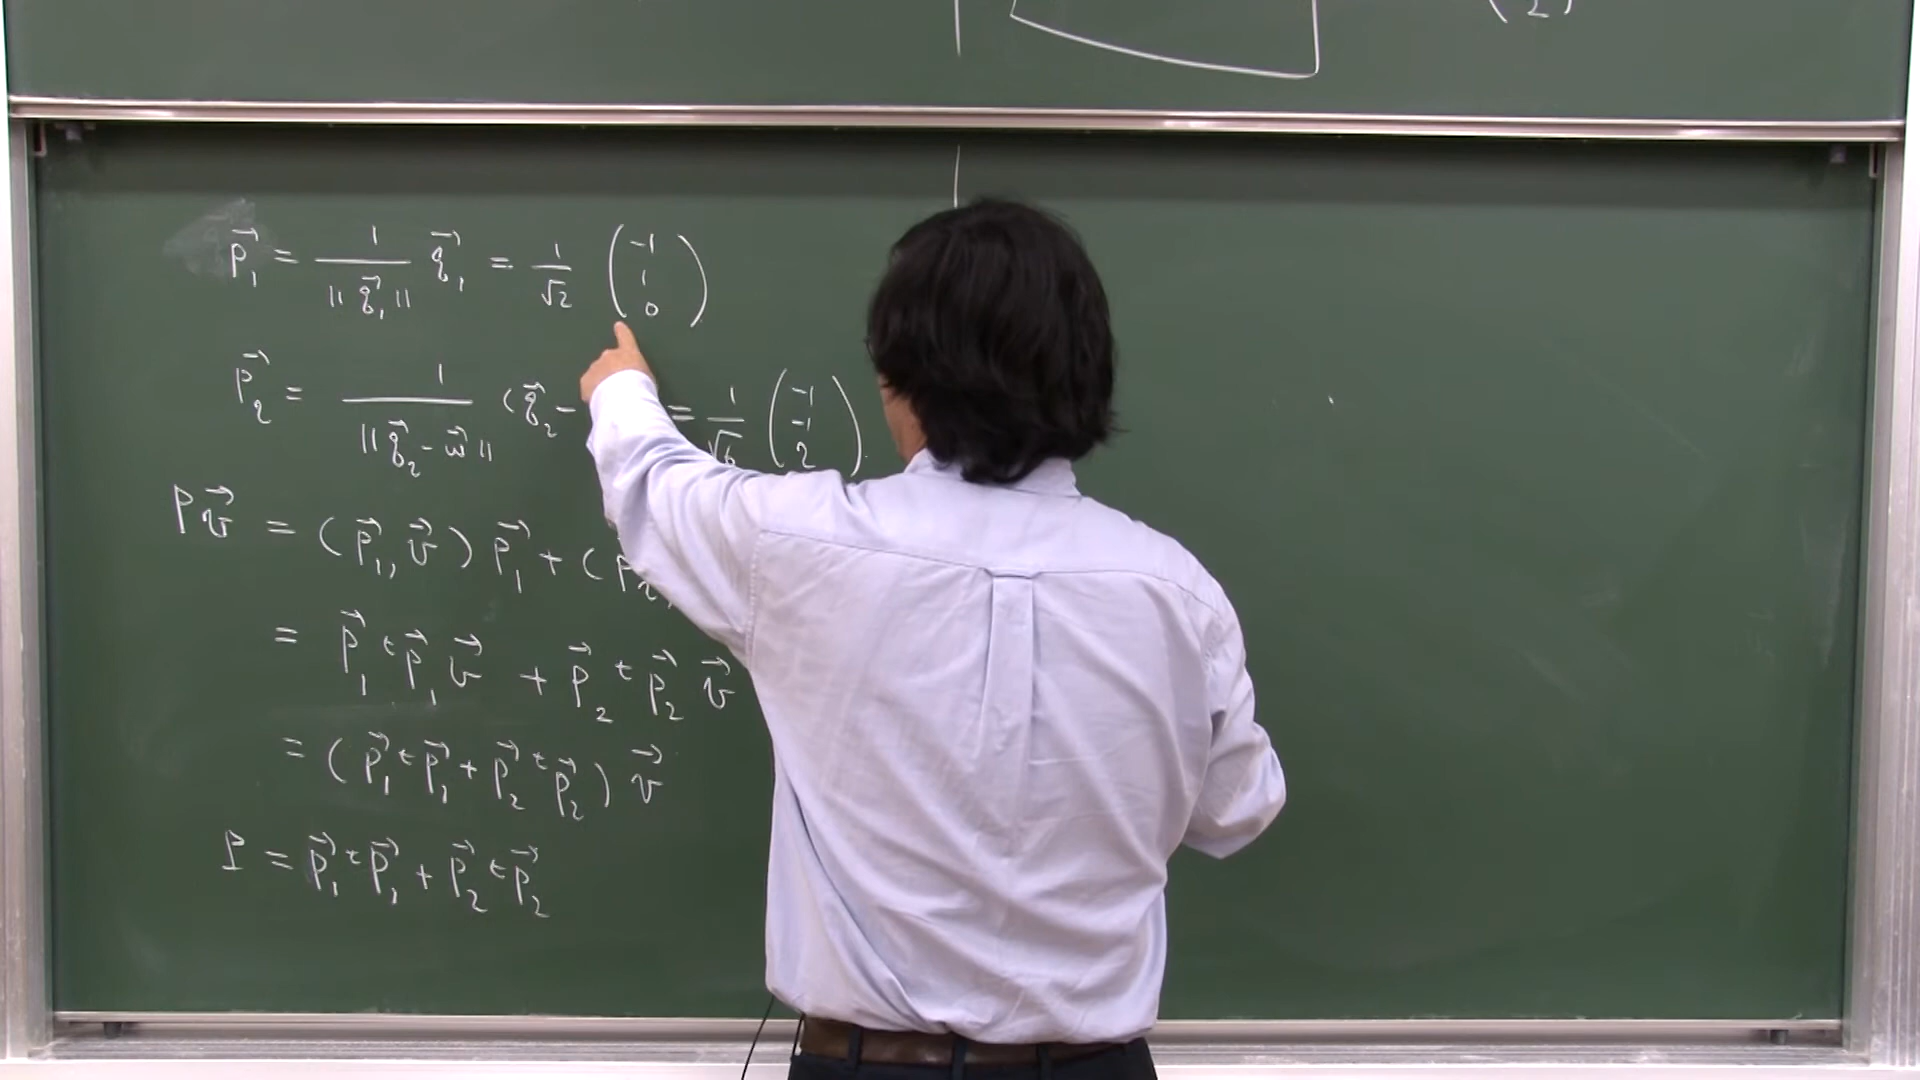 2
p⃗₁ = 1/‖q⃗₁‖ q⃗₁ = 1/√2 (-1 1 0)
p⃗₂ = 1/‖q⃗₂ - w⃗‖ (q⃗₂ - = 1/√6 (-1 -1 2).
Pv⃗ = (p⃗₁, v⃗) p⃗₁ + (p⃗₂,
= p⃗₁ ᵗp⃗₁ v⃗ + p⃗₂ ᵗp⃗₂ v⃗
= (p⃗₁ ᵗp⃗₁ + p⃗₂ ᵗp⃗₂) v⃗
P = p⃗₁ ᵗp⃗₁ + p⃗₂ ᵗp⃗₂